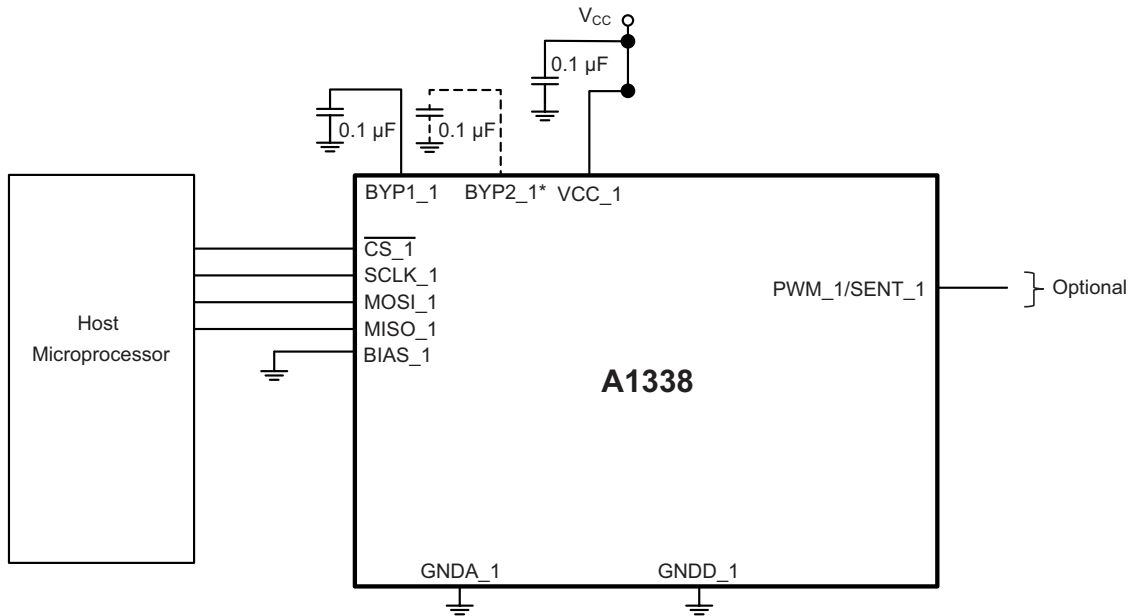 VCC
0.1 µF
0.1 µF
0.1 µF
BYP1_1
BYP2_1*
VCC_1
CS_1
SCLK_1
MOSI_1
MISO_1
BIAS_1
PWM_1/SENT_1
Optional
Host
Microprocessor
A1338
GNDA_1
GNDD_1